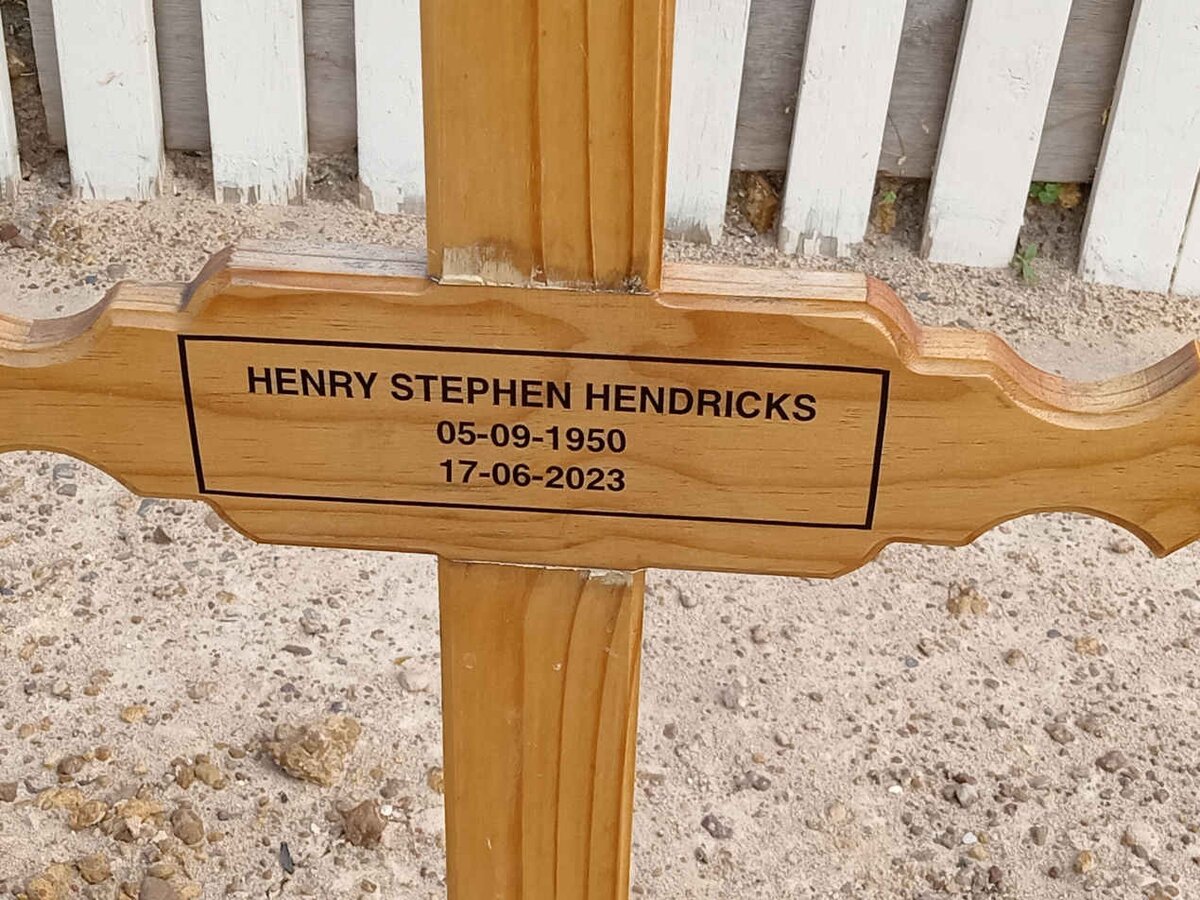 HENRY STEPHEN HENDRICKS
05-09-1950
17-06-2023